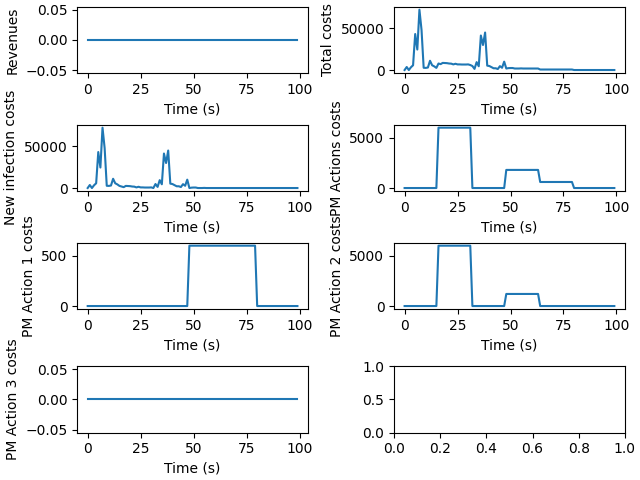 Revenues
0.05
0.00
−0.05
0 25 50 75 100
Time (s)
Total costs
50000
0
0 25 50 75 100
Time (s)
New infection costs
50000
0
0 25 50 75 100
Time (s)
PM Actions costs
5000
0
0 25 50 75 100
Time (s)
PM Action 1 costs
500
0
0 25 50 75 100
Time (s)
PM Action 2 costs
5000
0
0 25 50 75 100
Time (s)
PM Action 3 costs
0.05
0.00
−0.05
0 25 50 75 100
Time (s)
1.0
0.5
0.0
0.0 0.2 0.4 0.6 0.8 1.0